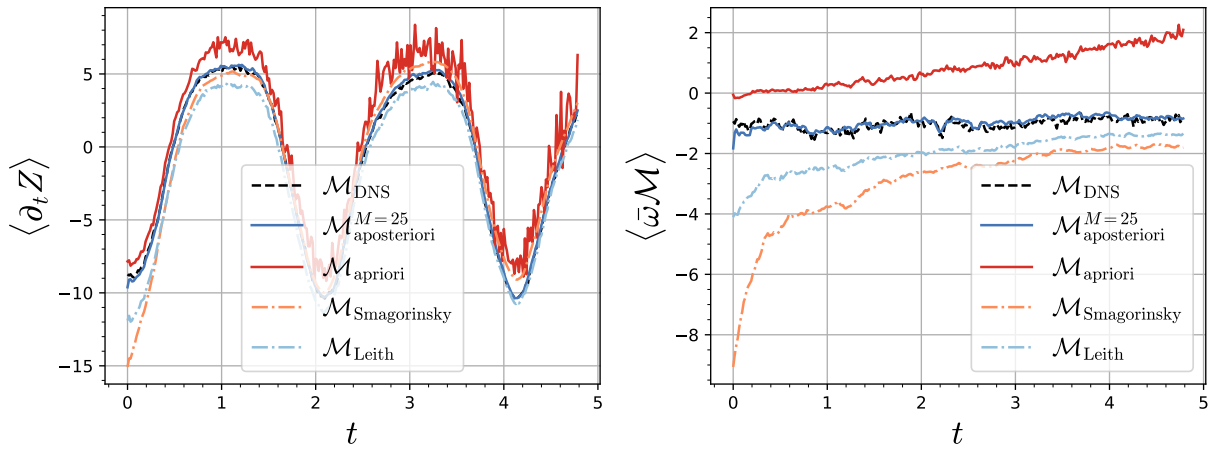 ⟨∂ₜZ⟩
5
0
−5
−10
−15
0
1
2
3
4
5
t
ℳ_DNS
ℳ_aposteriori^{M=25}
ℳ_apriori
ℳ_Smagorinsky
ℳ_Leith
⟨ω̄ℳ⟩
2
0
−2
−4
−6
−8
0
1
2
3
4
5
t
ℳ_DNS
ℳ_aposteriori^{M=25}
ℳ_apriori
ℳ_Smagorinsky
ℳ_Leith